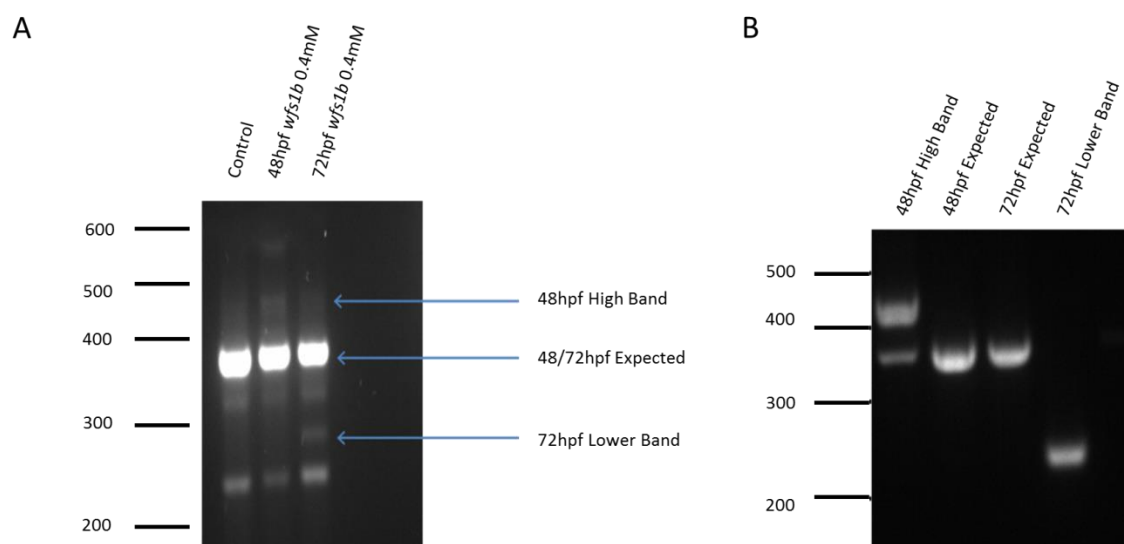 A
Control
48hpf wfs1b 0.4mM
72hpf wfs1b 0.4mM
600
500
400
300
200
48hpf High Band
48/72hpf Expected
72hpf Lower Band
B
48hpf High Band
48hpf Expected
72hpf Expected
72hpf Lower Band
500
400
300
200